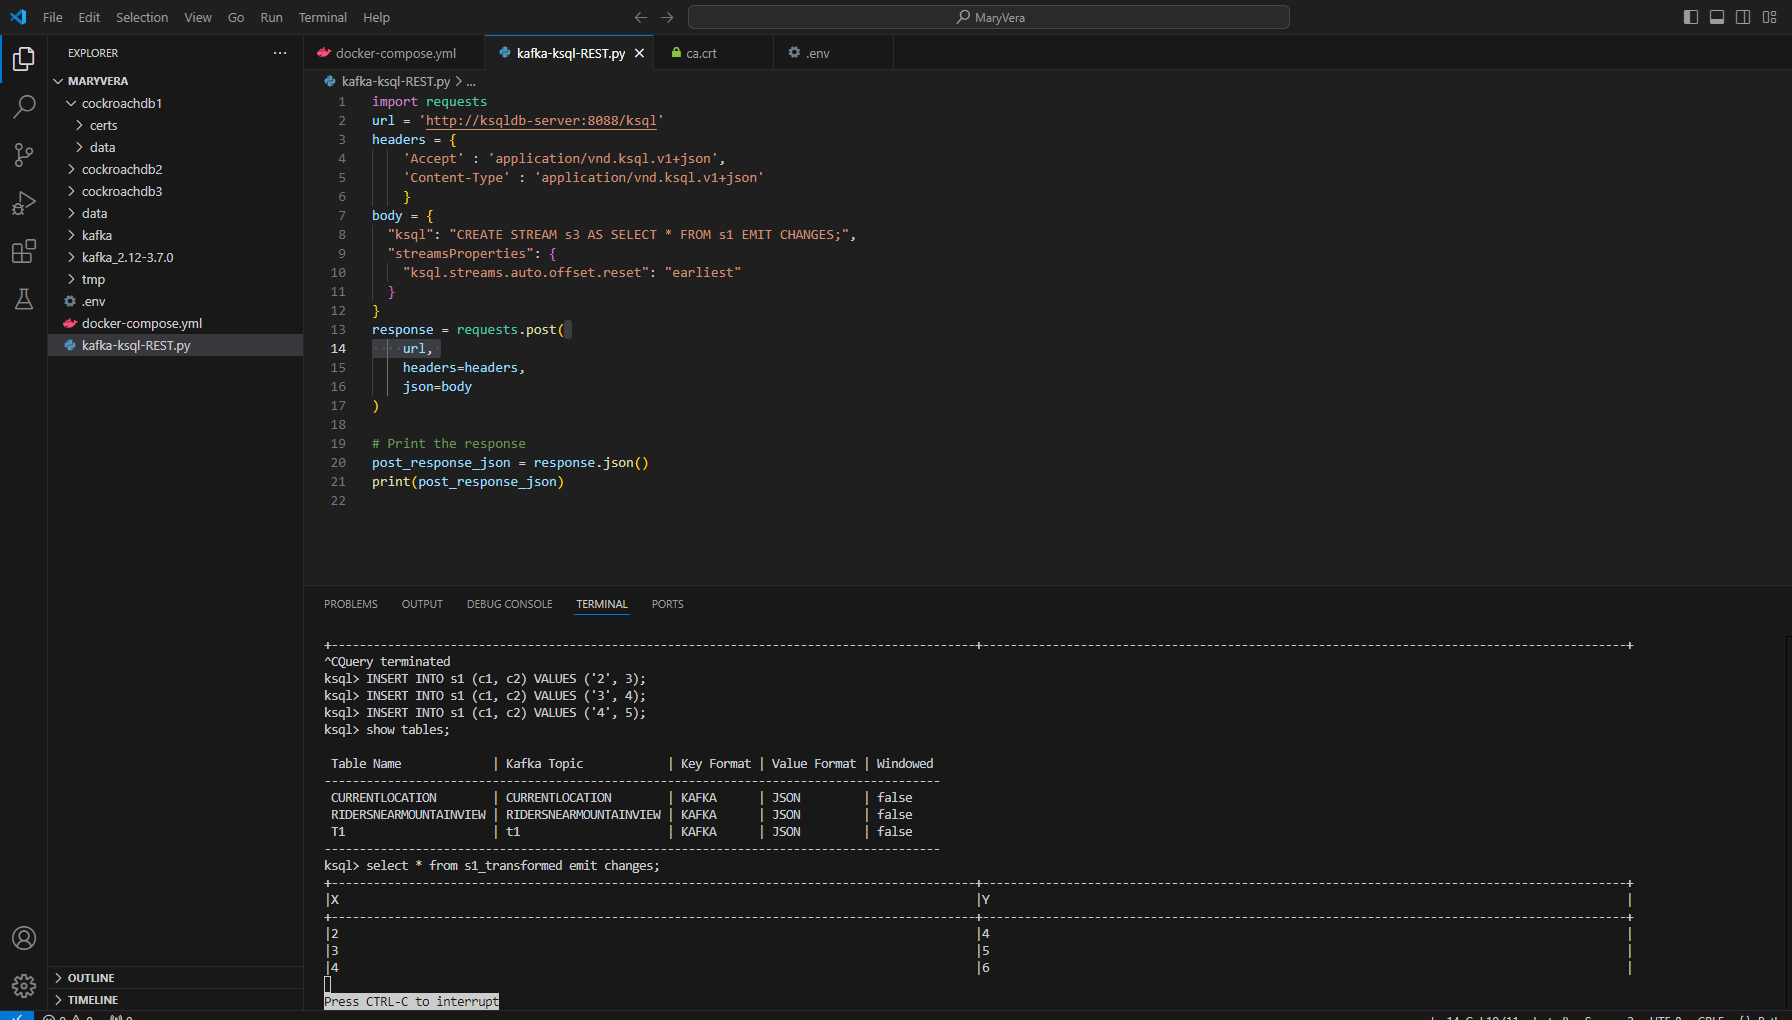 File Edit Selection View Go Run Terminal Help MaryVera
EXPLORER ...
MARYVERA
cockroachdb1
certs
data
cockroachdb2
cockroachdb3
data
kafka
kafka_2.12-3.7.0
tmp
.env
docker-compose.yml
kafka-ksql-REST.py
OUTLINE
TIMELINE
docker-compose.yml kafka-ksql-REST.py ca.crt .env
kafka-ksql-REST.py > ...
1 import requests
2 url = 'http://ksqldb-server:8088/ksql'
3 headers = {
4 'Accept' : 'application/vnd.ksql.v1+json',
5 'Content-Type' : 'application/vnd.ksql.v1+json'
6 }
7 body = {
8 "ksql": "CREATE STREAM s3 AS SELECT * FROM s1 EMIT CHANGES;",
9 "streamsProperties": {
10 "ksql.streams.auto.offset.reset": "earliest"
11 }
12 }
13 response = requests.post(
14 url,
15 headers=headers,
16 json=body
17 )
18
19 # Print the response
20 post_response_json = response.json()
21 print(post_response_json)
22
PROBLEMS OUTPUT DEBUG CONSOLE TERMINAL PORTS
^CQuery terminated
ksql> INSERT INTO s1 (c1, c2) VALUES ('2', 3);
ksql> INSERT INTO s1 (c1, c2) VALUES ('3', 4);
ksql> INSERT INTO s1 (c1, c2) VALUES ('4', 5);
ksql> show tables;
Table Name | Kafka Topic | Key Format | Value Format | Windowed
CURRENTLOCATION | CURRENTLOCATION | KAFKA | JSON | false
RIDERSNEARMOUNTAINVIEW | RIDERSNEARMOUNTAINVIEW | KAFKA | JSON | false
T1 | t1 | KAFKA | JSON | false
ksql> select * from s1_transformed emit changes;
|X |Y |
|2 |4 |
|3 |5 |
|4 |6 |
Press CTRL-C to interrupt